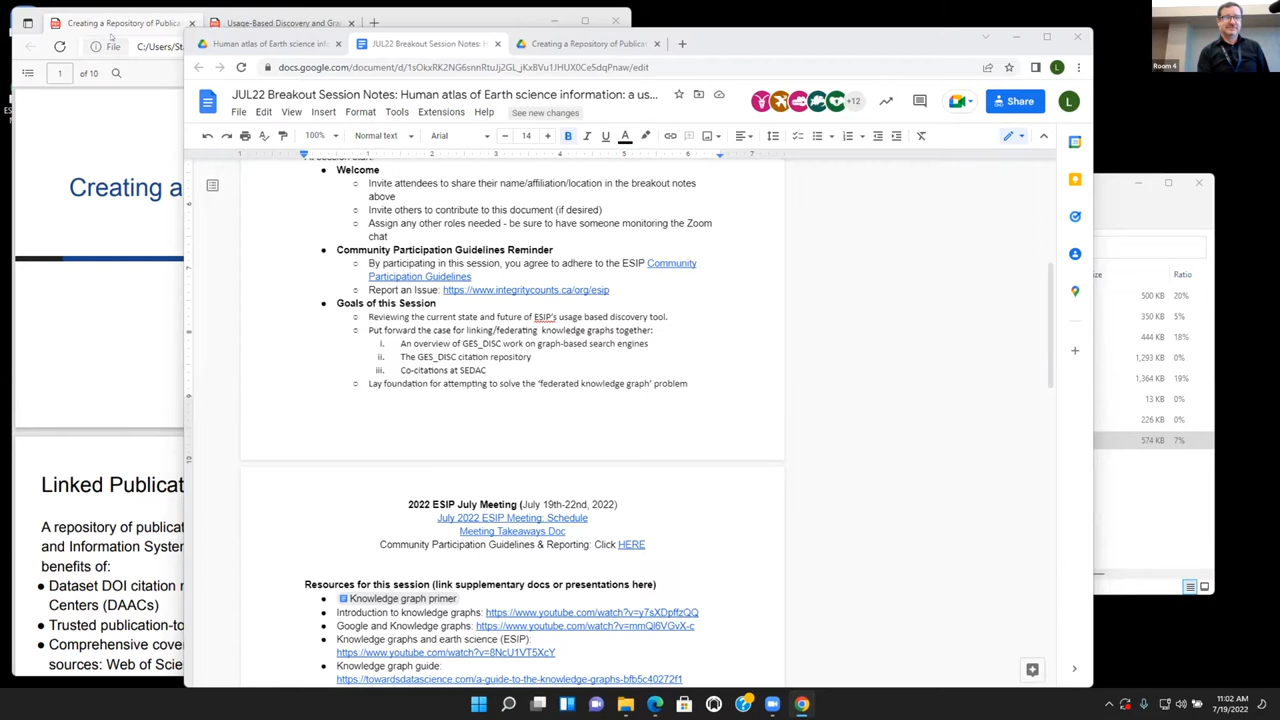 Creating a Repository of Publica
Usage-Based Discovery and Gra
File
C:/Users/Sta
1
of 10
Creating a
Linked Publicat
A repository of publicat
and Information System
benefits of:
● Dataset DOI citation r
Centers (DAACs)
● Trusted publication-to
● Comprehensive cove
sources: Web of Scie
Human atlas of Earth science inf
JUL22 Breakout Session Notes: H
Creating a Repository of Publica
docs.google.com/document/d/1sOkxRK2NG6snnRtuJj2GL_jKxBVu1JHUX0Ce5dqPnaw/edit
JUL22 Breakout Session Notes: Human atlas of Earth science information: a us...
File Edit View Insert Format Tools Extensions Help See new changes
+12
Share
L
100%
Normal text
Arial
14
● Welcome
○ Invite attendees to share their name/affiliation/location in the breakout notes
above
○ Invite others to contribute to this document (if desired)
○ Assign any other roles needed - be sure to have someone monitoring the Zoom
chat
● Community Participation Guidelines Reminder
○ By participating in this session, you agree to adhere to the ESIP Community
Participation Guidelines
○ Report an Issue: https://www.integritycounts.ca/org/esip
● Goals of this Session
○ Reviewing the current state and future of ESIP's usage based discovery tool.
○ Put forward the case for linking/federating knowledge graphs together:
i. An overview of GES_DISC work on graph-based search engines
ii. The GES_DISC citation repository
iii. Co-citations at SEDAC
○ Lay foundation for attempting to solve the 'federated knowledge graph' problem
2022 ESIP July Meeting (July 19th-22nd, 2022)
July 2022 ESIP Meeting: Schedule
Meeting Takeaways Doc
Community Participation Guidelines & Reporting: Click HERE
Resources for this session (link supplementary docs or presentations here)
● Knowledge graph primer
● Introduction to knowledge graphs: https://www.youtube.com/watch?v=y7sXDpffzQQ
● Google and Knowledge graphs: https://www.youtube.com/watch?v=mmQl6VGvX-c
● Knowledge graphs and earth science (ESIP):
https://www.youtube.com/watch?v=8NcU1VT5XcY
● Knowledge graph guide:
https://towardsdatascience.com/a-guide-to-the-knowledge-graphs-bfb5c40272f1
Room 4
ze Ratio
500 KB 20%
350 KB 5%
444 KB 18%
1,293 KB 0%
1,364 KB 19%
13 KB 0%
226 KB 0%
574 KB 7%
11:02 AM
7/19/2022